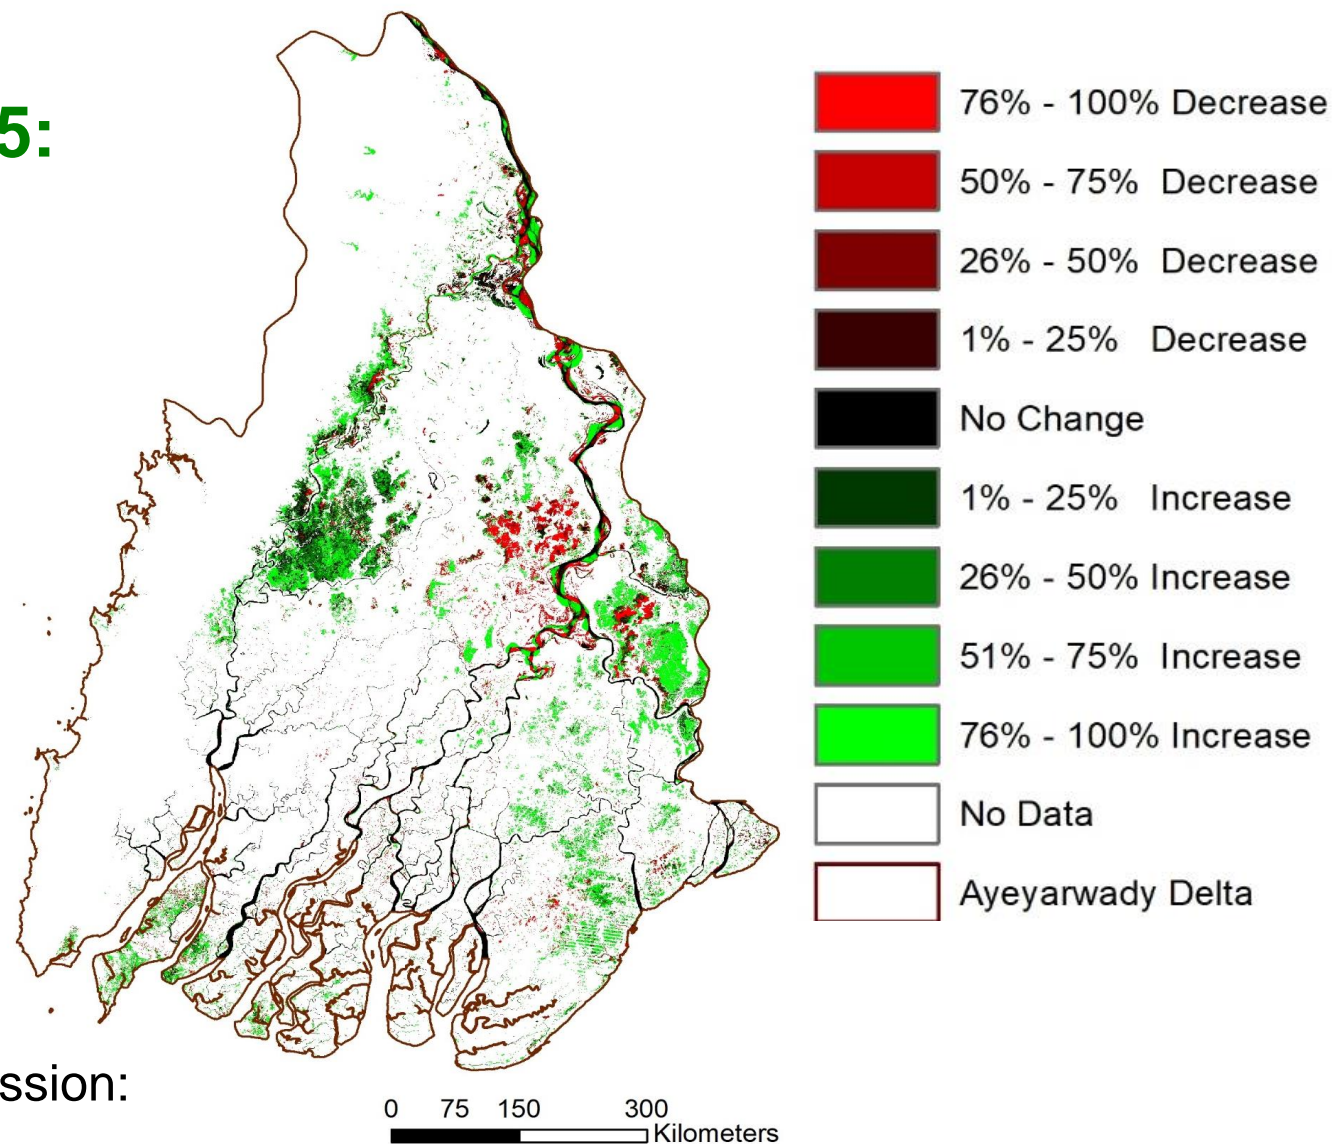 5:
76% - 100% Decrease
50% - 75% Decrease
26% - 50% Decrease
1% - 25% Decrease
No Change
1% - 25% Increase
26% - 50% Increase
51% - 75% Increase
76% - 100% Increase
No Data
Ayeyarwady Delta
ssion:
0 75 150 300
Kilometers